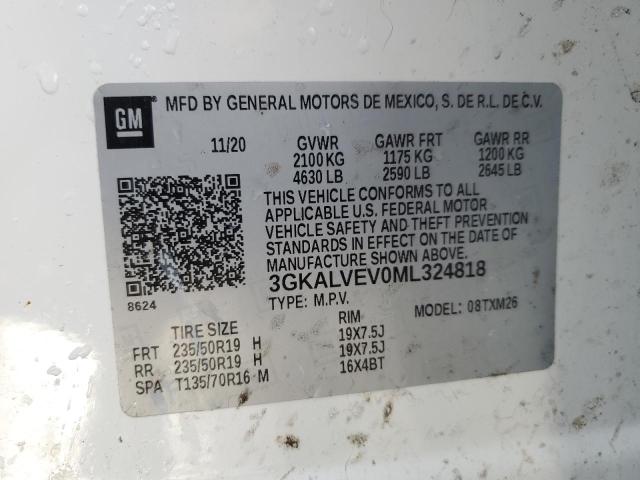 GM
MFD BY GENERAL MOTORS DE MEXICO, S. DE R.L. DE C.V.
11/20 GVWR GAWR FRT GAWR RR
2100 KG 1175 KG 1200 KG
4630 LB 2590 LB 2645 LB
THIS VEHICLE CONFORMS TO ALL
APPLICABLE U.S. FEDERAL MOTOR
VEHICLE SAFETY AND THEFT PREVENTION
STANDARDS IN EFFECT ON THE DATE OF
MANUFACTURE SHOWN ABOVE.
3GKALVEV0ML324818
8624
TYPE: M.P.V. MODEL: 08TXM26
TIRE SIZE RIM
FRT 235/50R19 H 19X7.5J
RR 235/50R19 H 19X7.5J
SPA T135/70R16 M 16X4BT